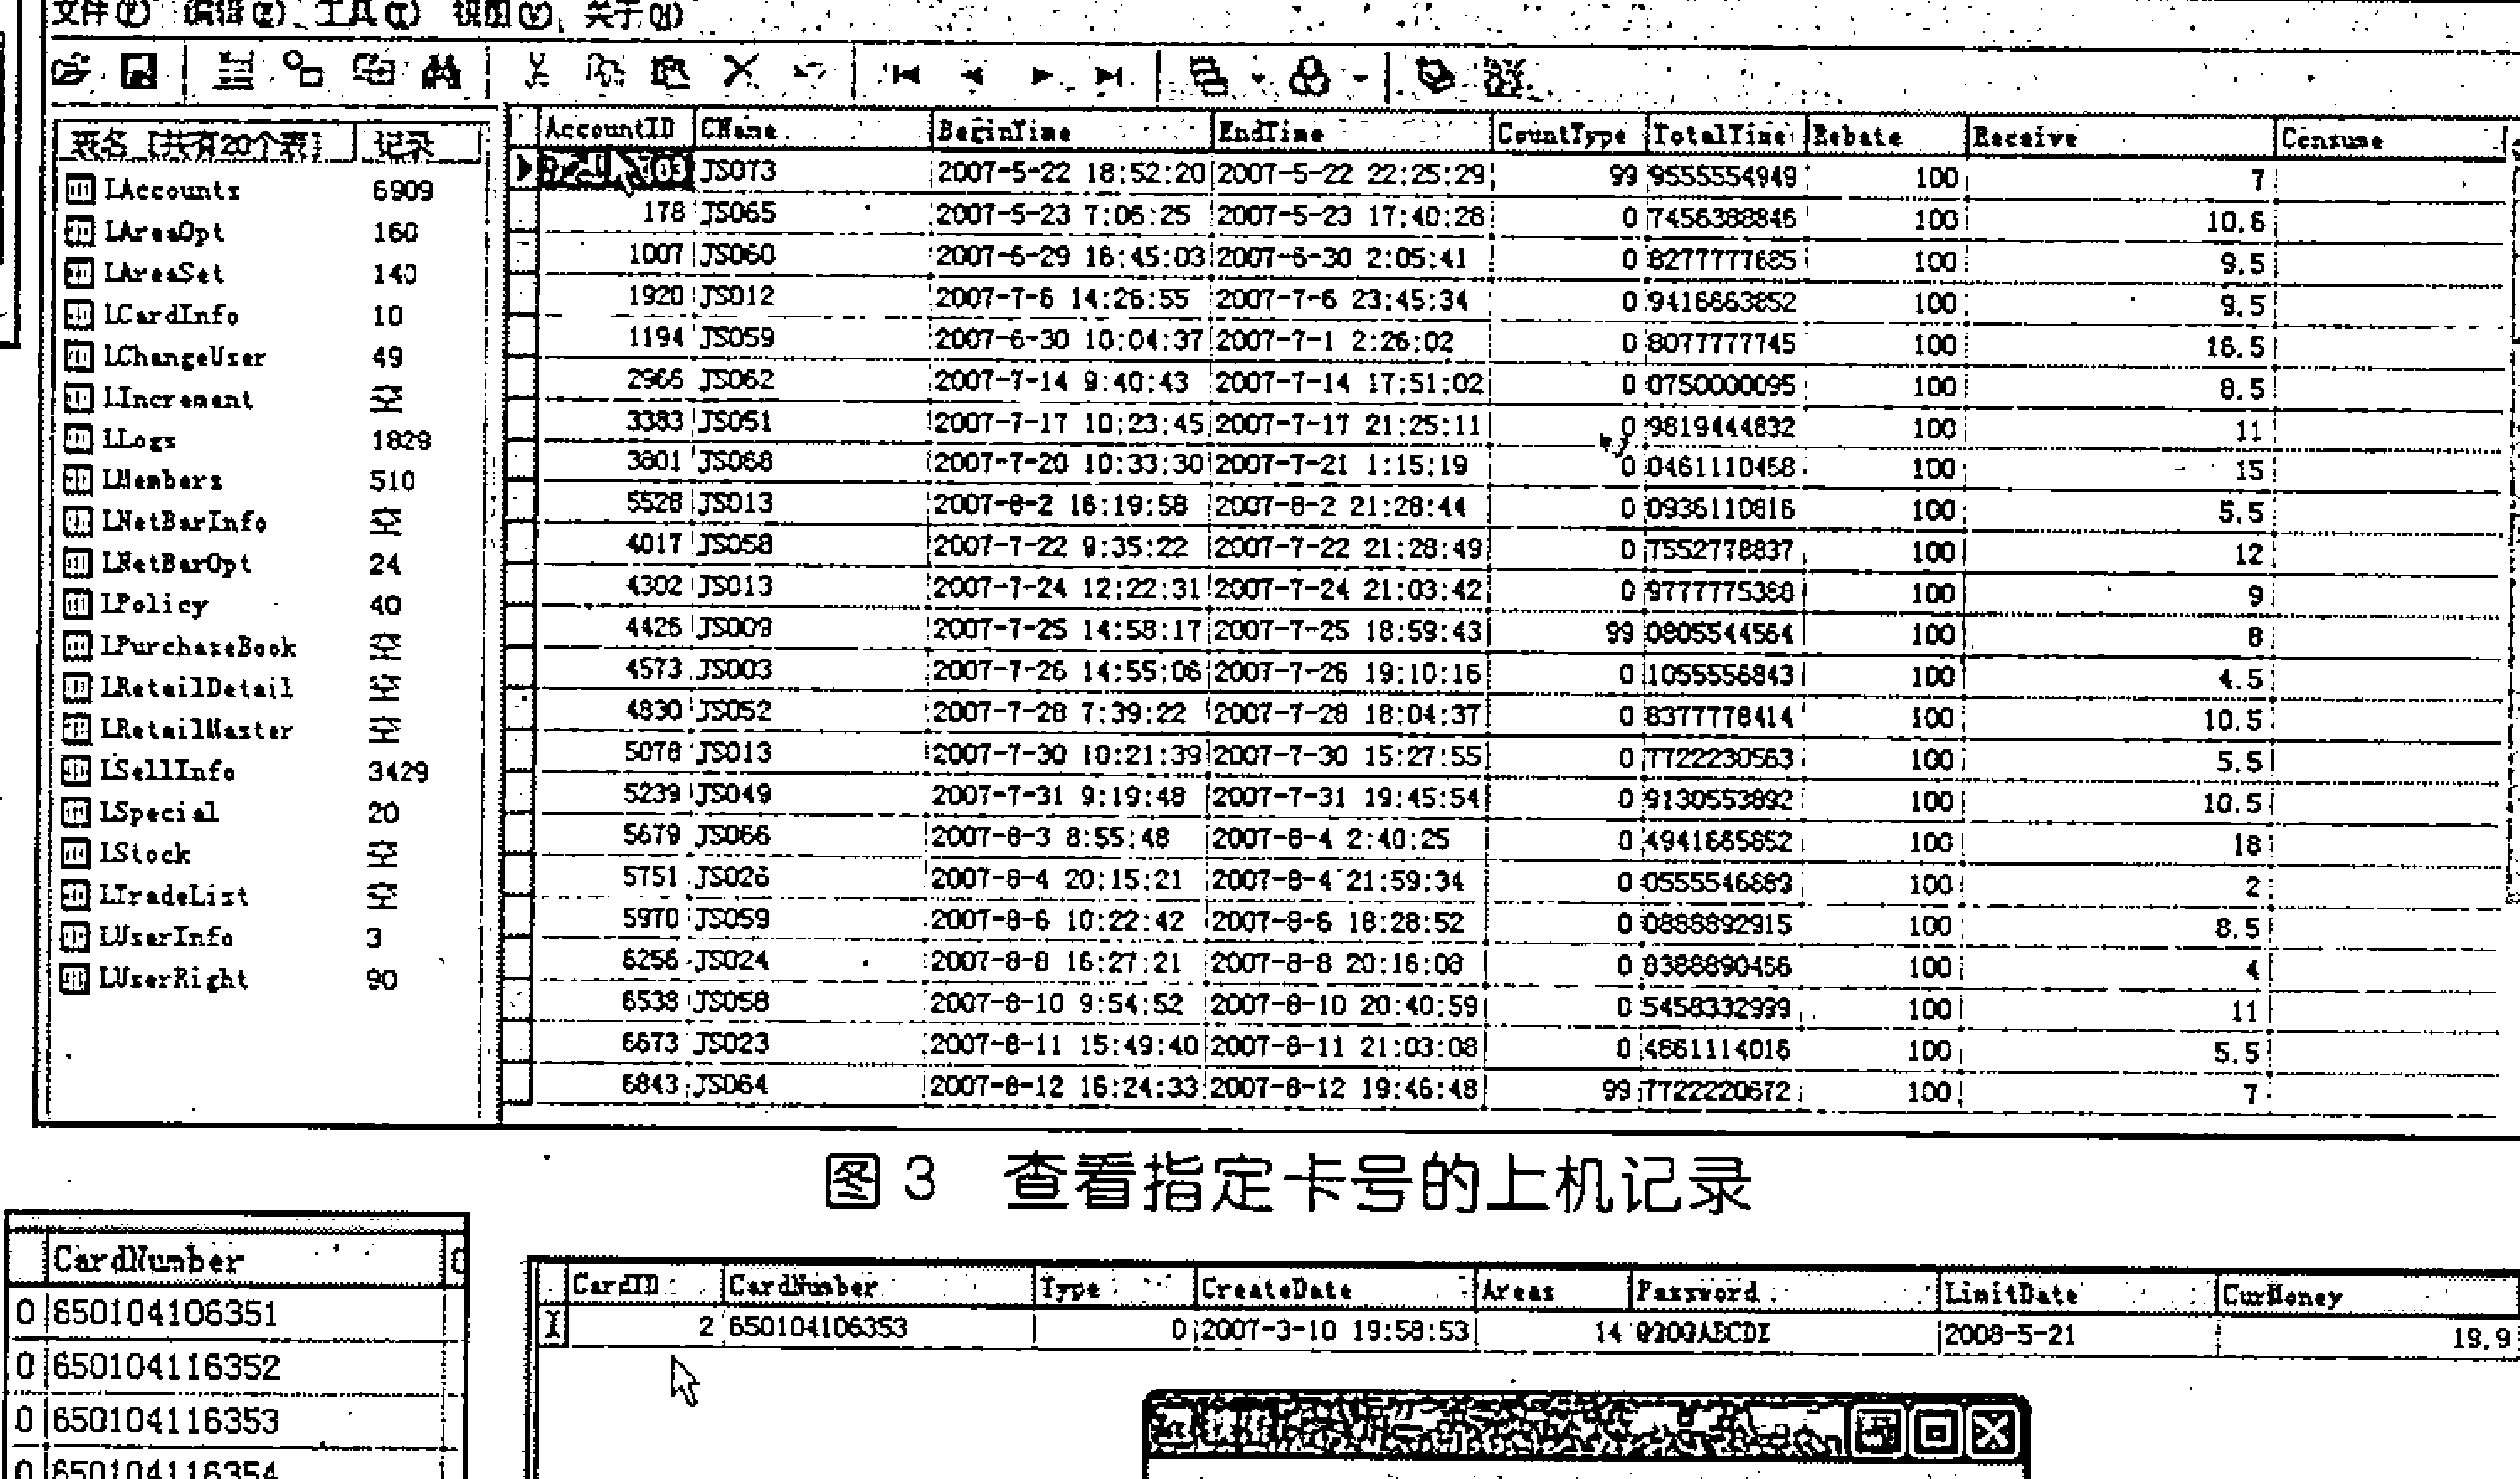 文件(F) 编辑(E) 工具(T) 视图(V) 关于(H)
表名 [共有20个表] 记录
LAccounts 6909
LAreaOpt 160
LAreaSet 140
LCardInfo 10
LChangeUser 49
LIncrement 空
LLogs 1829
LMembers 510
LNetBarInfo 空
LNetBarOpt 24
LPolicy 40
LPurchaseBook 空
LRetailDetail 空
LRetailMaster 空
LSellInfo 3429
LSpecial 20
LStock 空
LTradeList 空
LUserInfo 3
LUserRight 90
AccountID CName BeginTime EndTime CountType TotalTime Rebate Receive Consume
JS073 2007-5-22 18:52:20 2007-5-22 22:25:29 99 9555554949 100 7
178 JS065 2007-5-23 7:06:25 2007-5-23 17:40:28 0 7456388846 100 10.6
1007 JS060 2007-6-29 16:45:03 2007-6-30 2:05:41 0 8277777685 100 9.5
1920 JS012 2007-7-6 14:26:55 2007-7-6 23:45:34 0 9416663852 100 9.5
1194 JS059 2007-6-30 10:04:37 2007-7-1 2:26:02 0 8077777745 100 16.5
2966 JS062 2007-7-14 9:40:43 2007-7-14 17:51:02 0 0750000095 100 8.5
3383 JS051 2007-7-17 10:23:45 2007-7-17 21:25:11 0 9819444832 100 11
3801 JS068 2007-7-20 10:33:30 2007-7-21 1:15:19 0 0461110458 100 15
5528 JS013 2007-8-2 16:19:58 2007-8-2 21:28:44 0 0936110816 100 5.5
4017 JS058 2007-7-22 9:35:22 2007-7-22 21:28:49 0 7552778837 100 12
4302 JS013 2007-7-24 12:22:31 2007-7-24 21:03:42 0 9777775388 100 9
4426 JS009 2007-7-25 14:58:17 2007-7-25 18:59:43 99 0805544564 100 8
4573 JS003 2007-7-26 14:55:06 2007-7-26 19:10:16 0 1055556843 100 4.5
4830 JS052 2007-7-28 7:39:22 2007-7-28 18:04:37 0 8377778414 100 10.5
5078 JS013 2007-7-30 10:21:39 2007-7-30 15:27:55 0 7722230563 100 5.5
5239 JS049 2007-7-31 9:19:48 2007-7-31 19:45:54 0 9130553892 100 10.5
5679 JS066 2007-8-3 8:55:48 2007-8-4 2:40:25 0 4941665852 100 18
5751 JS026 2007-8-4 20:15:21 2007-8-4 21:59:34 0 0555546883 100 2
5970 JS059 2007-8-6 10:22:42 2007-8-6 18:28:52 0 0888892915 100 8.5
6256 JS024 2007-8-8 16:27:21 2007-8-8 20:16:08 0 8388890456 100 4
6538 JS058 2007-8-10 9:54:52 2007-8-10 20:40:59 0 5458332999 100 11
6673 JS023 2007-8-11 15:49:40 2007-8-11 21:03:08 0 4661114016 100 5.5
6843 JS064 2007-8-12 16:24:33 2007-8-12 19:46:48 99 7722220672 100 7
图 3 查看指定卡号的上机记录
CardNumber
0 650104106351
0 650104116352
0 650104116353
0 650104116354
CardID CardNumber Type CreateDate Areas Password LimitDate CurMoney
2 650104106353 0 2007-3-10 19:58:53 14 2008-5-21 19.9